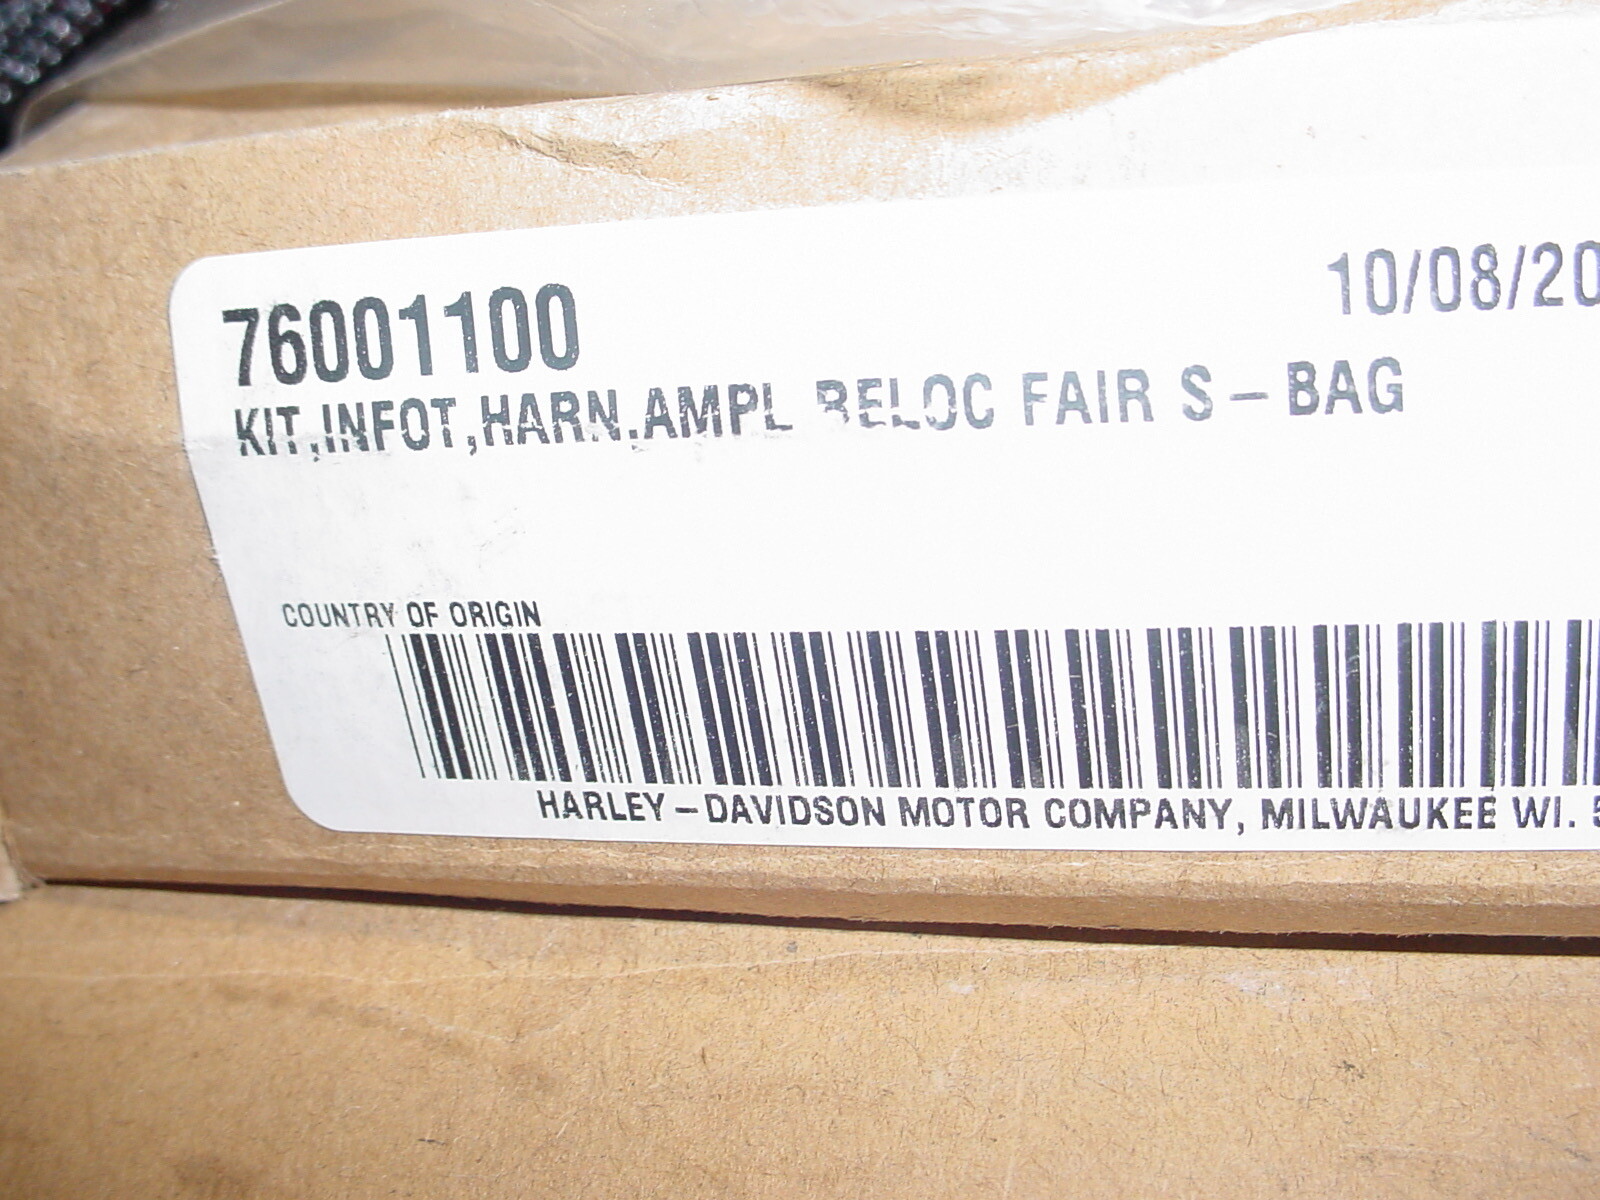 76001100
10/08/20
KIT,INFOT,HARN.AMPL RELOC FAIR S-BAG
COUNTRY OF ORIGIN
HARLEY-DAVIDSON MOTOR COMPANY, MILWAUKEE WI. 5